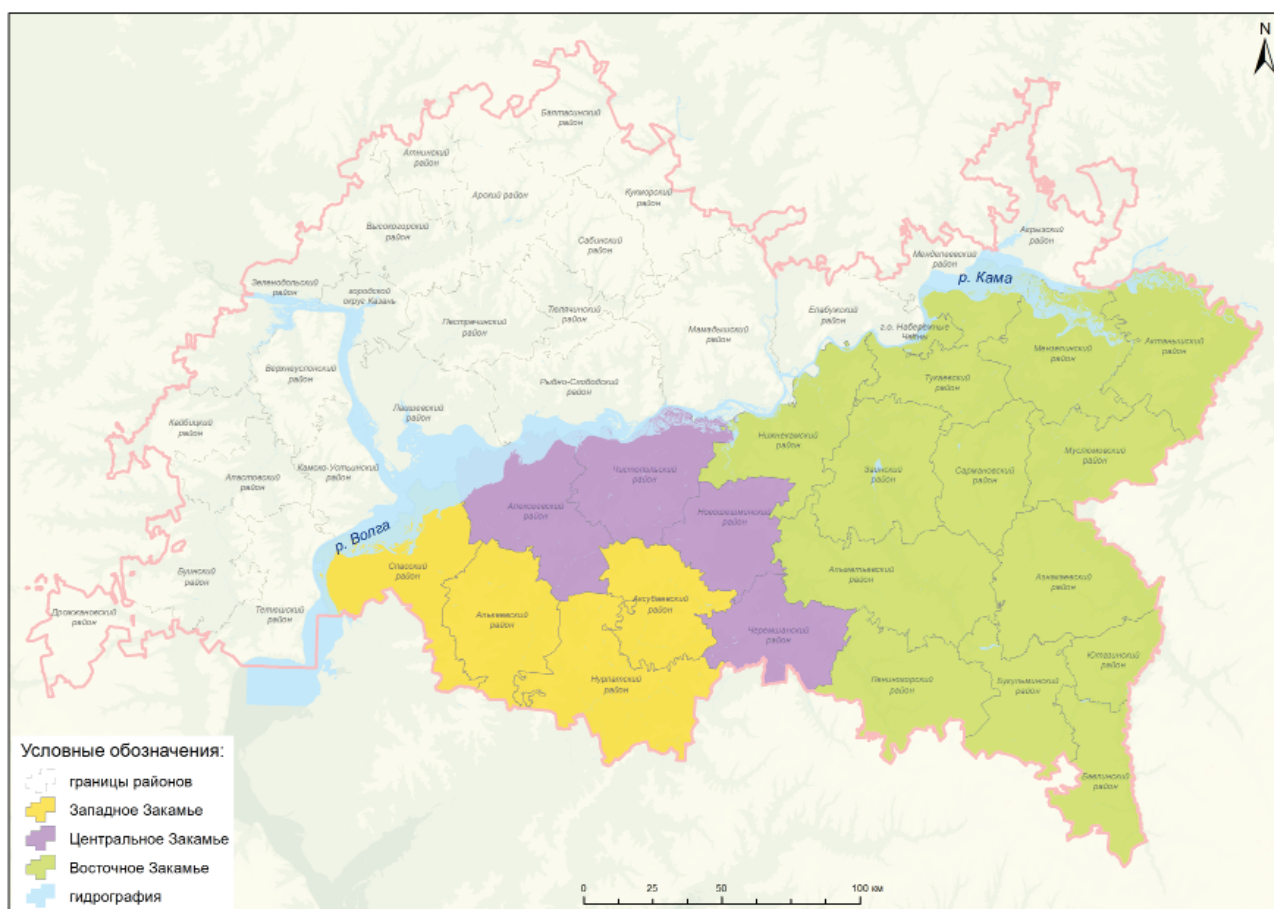 N
Балтасинский
район
Атнинский
район
Арский район
Кукморский
район
Высокогорский
район
Сабинский
район
Агрызский
район
Менделеевский
район
р. Кама
Зеленодольский
район
городской
округ Казань
Пестречинский
район
Тюлячинский
район
Мамадышский
район
Елабужский
район
г.о. Набережные
Челны
Мензелинский
район
Актанышский
район
Верхнеуслонский
район
Рыбно-Слободский
район
Тукаевский
район
Лаишевский
район
Кайбицкий
район
Нижнекамский
район
Муслюмовский
район
Апастовский
район
Камско-Устьинский
район
Чистопольский
район
Заинский
район
Сармановский
район
Алексеевский
район
Новошешминский
район
р. Волга
Буинский
район
Спасский
район
Альметьевский
район
Азнакаевский
район
Дрожжановский
район
Тетюшский
район
Алькеевский
район
Аксубаевский
район
Черемшанский
район
Ютазинский
район
Нурлатский
район
Лениногорский
район
Бугульминский
район
Бавлинский
район
Условные обозначения:
границы районов
Западное Закамье
Центральное Закамье
Восточное Закамье
гидрография
0 25 50 100 км